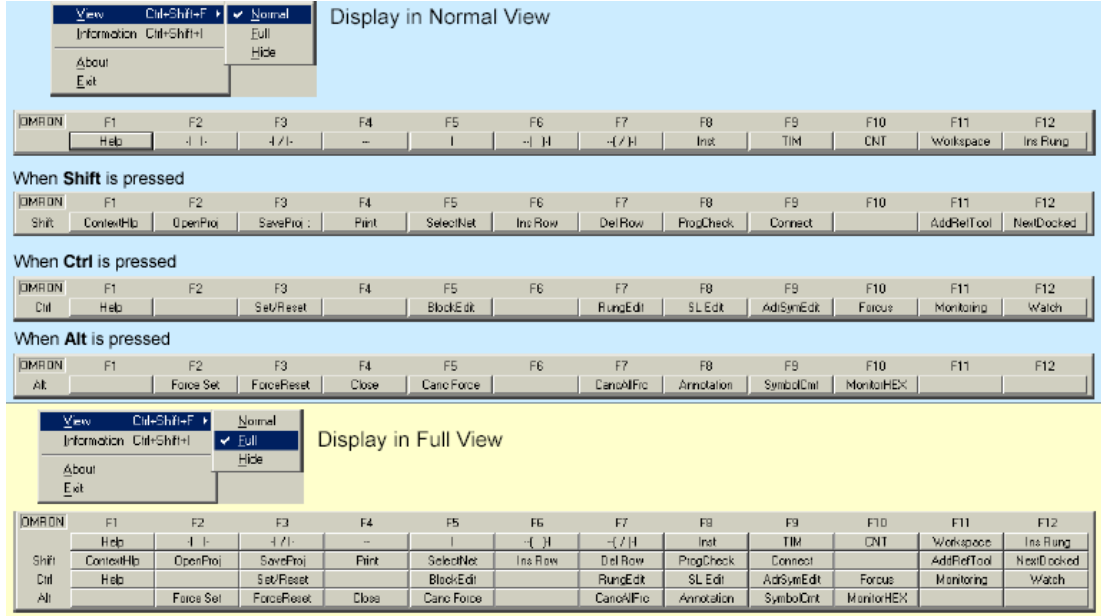 View Ctrl+Shift+F Normal
Information Ctrl+Shift+I Full
Hide
About
Exit
Display in Normal View
OMRON F1 F2 F3 F4 F5 F6 F7 F8 F9 F10 F11 F12
Help -| |- -|/|- -- | -( )-| -(/)-| Inst TIM CNT Workspace Ins Rung
When Shift is pressed
OMRON F1 F2 F3 F4 F5 F6 F7 F8 F9 F10 F11 F12
Shift ContextHlp OpenProj SaveProj : Print SelectNet Ins Row Del Row ProgCheck Connect AddRefTool NextDocked
When Ctrl is pressed
OMRON F1 F2 F3 F4 F5 F6 F7 F8 F9 F10 F11 F12
Ctrl Help Set/Reset BlockEdit RungEdit SL Edit AdrSymEdit Forcus Monitoring Watch
When Alt is pressed
OMRON F1 F2 F3 F4 F5 F6 F7 F8 F9 F10 F11 F12
Alt Force Set ForceReset Close Canc Force CancAllFrc Annotation SymbolCmt MonitorHEX
View Ctrl+Shift+F Normal
Information Ctrl+Shift+I Full
Hide
About
Exit
Display in Full View
OMRON F1 F2 F3 F4 F5 F6 F7 F8 F9 F10 F11 F12
Help -| |- -|/|- -- | -( )-| -(/)-| Inst TIM CNT Workspace Ins Rung
Shift ContextHlp OpenProj SaveProj Print SelectNet Ins Row Del Row ProgCheck Connect AddRefTool NextDocked
Ctrl Help Set/Reset BlockEdit RungEdit SL Edit AdrSymEdit Forcus Monitoring Watch
Alt Force Set ForceReset Close Canc Force CancAllFrc Annotation SymbolCmt MonitorHEX